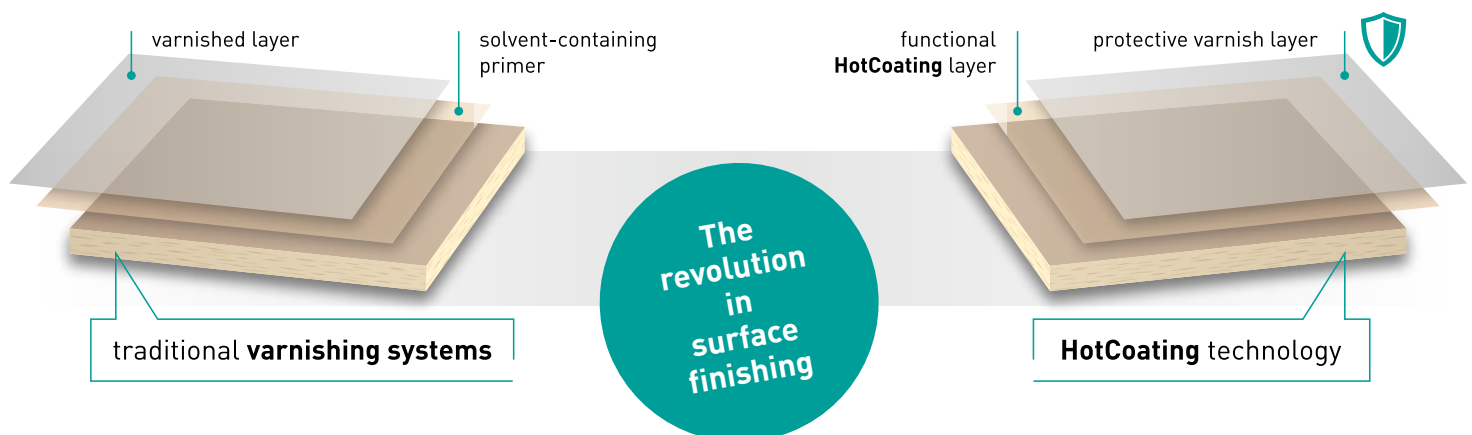 varnished layer
solvent-containing
primer
functional
HotCoating layer
protective varnish layer
The
revolution
in
surface
finishing
traditional varnishing systems
HotCoating technology